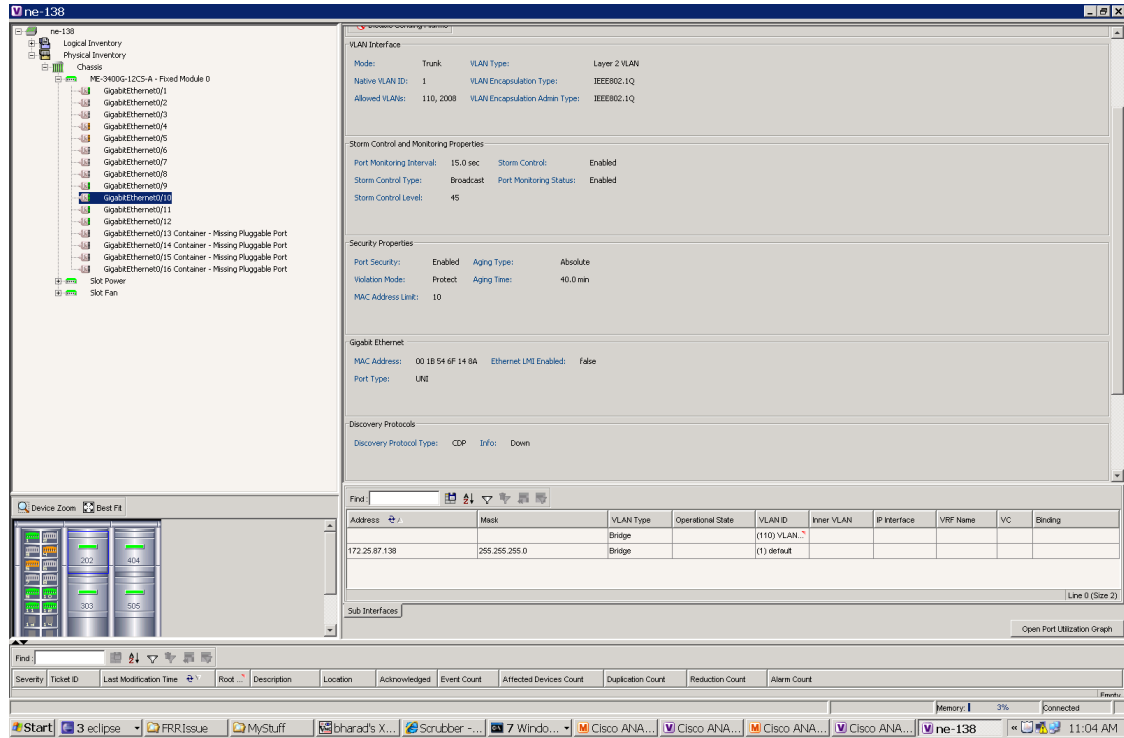 ne-138
ne-138
Logical Inventory
Physical Inventory
Chassis
ME-3400G-12CS-A - Fixed Module 0
GigabitEthernet0/1
GigabitEthernet0/2
GigabitEthernet0/3
GigabitEthernet0/4
GigabitEthernet0/5
GigabitEthernet0/6
GigabitEthernet0/7
GigabitEthernet0/8
GigabitEthernet0/9
GigabitEthernet0/10
GigabitEthernet0/11
GigabitEthernet0/12
GigabitEthernet0/13 Container - Missing Pluggable Port
GigabitEthernet0/14 Container - Missing Pluggable Port
GigabitEthernet0/15 Container - Missing Pluggable Port
GigabitEthernet0/16 Container - Missing Pluggable Port
Slot Power
Slot Fan
Disable Sending Alarms
VLAN Interface
Mode: Trunk VLAN Type: Layer 2 VLAN
Native VLAN ID: 1 VLAN Encapsulation Type: IEEE802.1Q
Allowed VLANs: 110, 2008 VLAN Encapsulation Admin Type: IEEE802.1Q
Storm Control and Monitoring Properties
Port Monitoring Interval: 15.0 sec Storm Control: Enabled
Storm Control Type: Broadcast Port Monitoring Status: Enabled
Storm Control Level: 45
Security Properties
Port Security: Enabled Aging Type: Absolute
Violation Mode: Protect Aging Time: 40.0 min
MAC Address Limit: 10
Gigabit Ethernet
MAC Address: 00 1B 54 6F 14 8A Ethernet LMI Enabled: false
Port Type: UNI
Discovery Protocols
Discovery Protocol Type: CDP Info: Down
Device Zoom Best Fit
202 404
303 505
Find:
Address Mask VLAN Type Operational State VLAN ID Inner VLAN IP Interface VRF Name VC Binding
Bridge (110) VLAN...
172.25.87.138 255.255.255.0 Bridge (1) default
Line 0 (Size 2)
Sub Interfaces
Open Port Utilization Graph
Find:
Severity Ticket ID Last Modification Time Root ... Description Location Acknowledged Event Count Affected Devices Count Duplication Count Reduction Count Alarm Count
Empty
Memory: 3% Connected
Start 3 eclipse FRRIssue MyStuff bharad's X... Scrubber -... 7 Windo... Cisco ANA... Cisco ANA... Cisco ANA... Cisco ANA... ne-138 « 11:04 AM